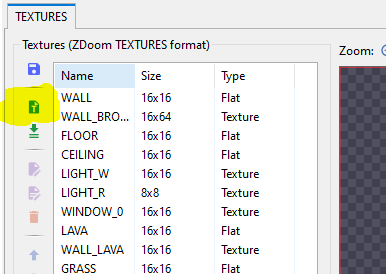 TEXTURES
Textures (ZDoom TEXTURES format)
Zoom:
Name Size Type
WALL 16x16 Flat
WALL_BRO... 16x64 Texture
FLOOR 16x16 Flat
CEILING 16x16 Flat
LIGHT_W 16x16 Texture
LIGHT_R 8x8 Texture
WINDOW_0 16x16 Texture
LAVA 16x16 Flat
WALL_LAVA 16x16 Texture
GRASS 16x16 Flat